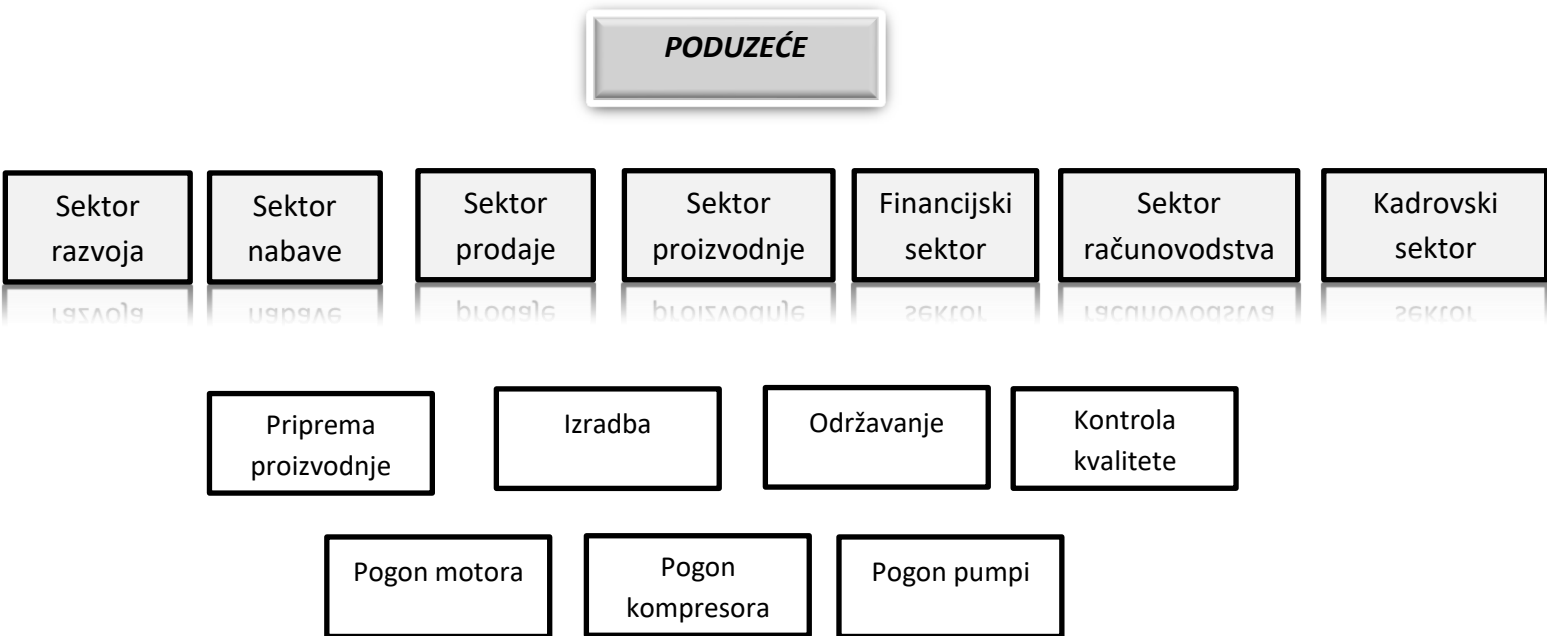 PODUZEĆE
Sektor
razvoja
Sektor
nabave
Sektor
prodaje
Sektor
proizvodnje
Financijski
sektor
Sektor
računovodstva
Kadrovski
sektor
Priprema
proizvodnje
Izradba
Održavanje
Kontrola
kvalitete
Pogon motora
Pogon
kompresora
Pogon pumpi